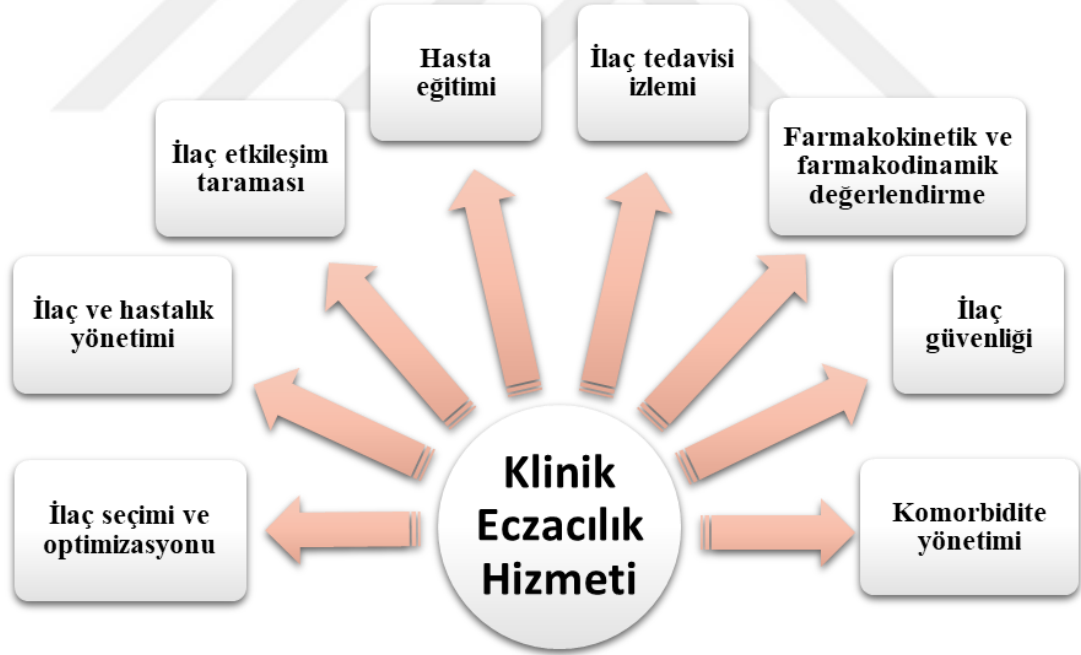 Hasta
eğitimi
İlaç tedavisi
izlemi
İlaç etkileşim
taraması
Farmakokinetik ve
farmakodinamik
değerlendirme
İlaç ve hastalık
yönetimi
İlaç
güvenliği
İlaç seçimi ve
optimizasyonu
Klinik
Eczacılık
Hizmeti
Komorbidite
yönetimi